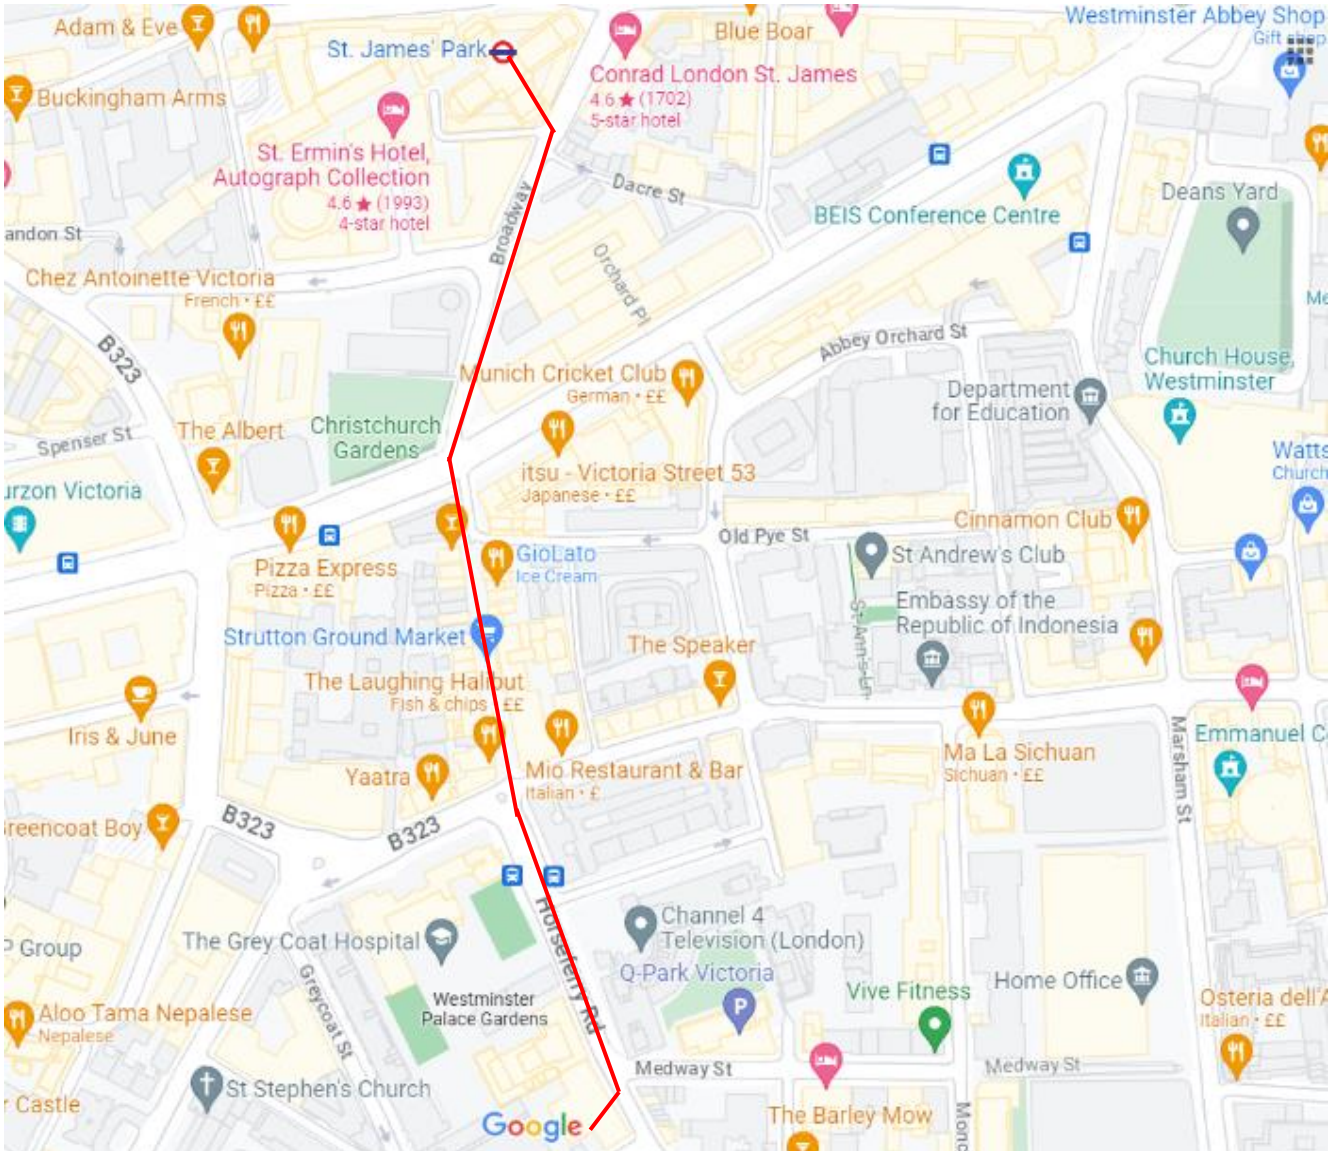 Adam & Eve
St. James' Park
Blue Boar
Westminster Abbey Shop
Gift shop
Buckingham Arms
Conrad London St. James
4.6★(1702)
5-star hotel
St. Ermin's Hotel,
Autograph Collection
4.6★(1993)
4-star hotel
Dacre St
BEIS Conference Centre
Deans Yard
andon St
Broadway
Orchard Pl
Chez Antoinette Victoria
French • ££
Me
B323
Abbey Orchard St
Munich Cricket Club
German • ££
Church House,
Westminster
Department
for Education
Christchurch
Gardens
The Albert
Spenser St
itsu - Victoria Street 53
Japanese • ££
Watts
Church
urzon Victoria
Cinnamon Club
Old Pye St
GioLato
Ice Cream
St Andrew's Club
Pizza Express
Pizza • ££
Embassy of the
Republic of Indonesia
St Ann's Ln
Strutton Ground Market
The Speaker
The Laughing Halibut
Fish & chips • ££
Iris & June
Emmanuel C
Marsham St
Ma La Sichuan
Sichuan • ££
Mio Restaurant & Bar
Italian • £
Yaatra
reencoat Boy
B323
B323
Horseferry Rd
Channel 4
Television (London)
The Grey Coat Hospital
P Group
Q-Park Victoria
P
Home Office
Vive Fitness
Greycoat St
Westminster
Palace Gardens
Osteria dell'A
Italian • ££
Aloo Tama Nepalese
Nepalese
Medway St
Medway St
St Stephen's Church
r Castle
The Barley Mow
Monc
Google